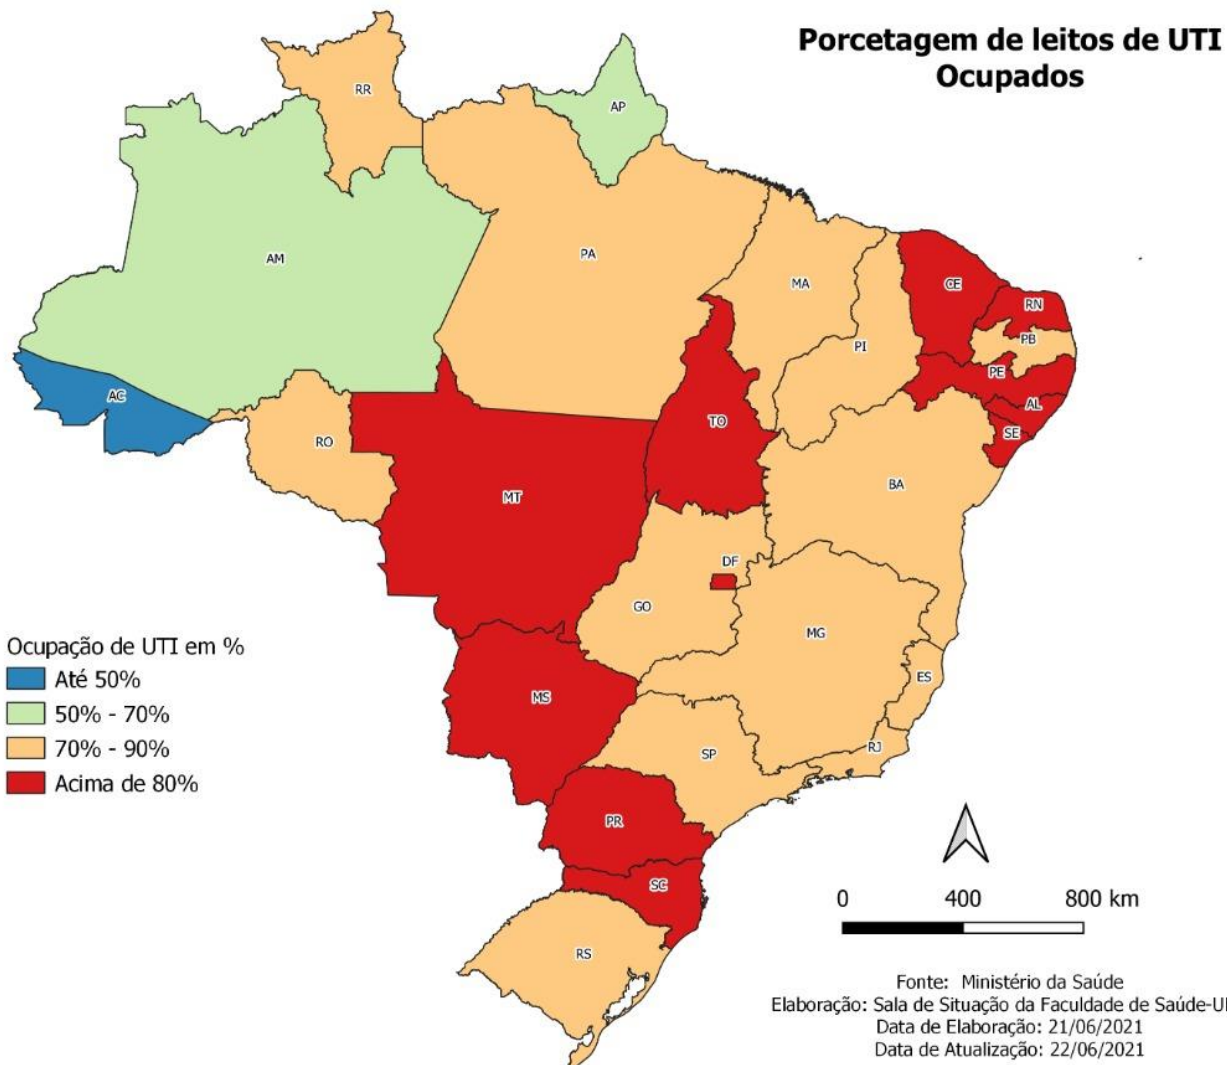 Porcetagem de leitos de UTI
Ocupados
RR
AP
AM
PA
MA
CE
RN
PB
PI
PE
AL
SE
AC
TO
RO
MT
BA
DF
GO
MG
ES
MS
SP
RJ
PR
SC
RS
Ocupação de UTI em %
Até 50%
50% - 70%
70% - 90%
Acima de 80%
0 400 800 km
Fonte: Ministério da Saúde
Elaboração: Sala de Situação da Faculdade de Saúde-U
Data de Elaboração: 21/06/2021
Data de Atualização: 22/06/2021